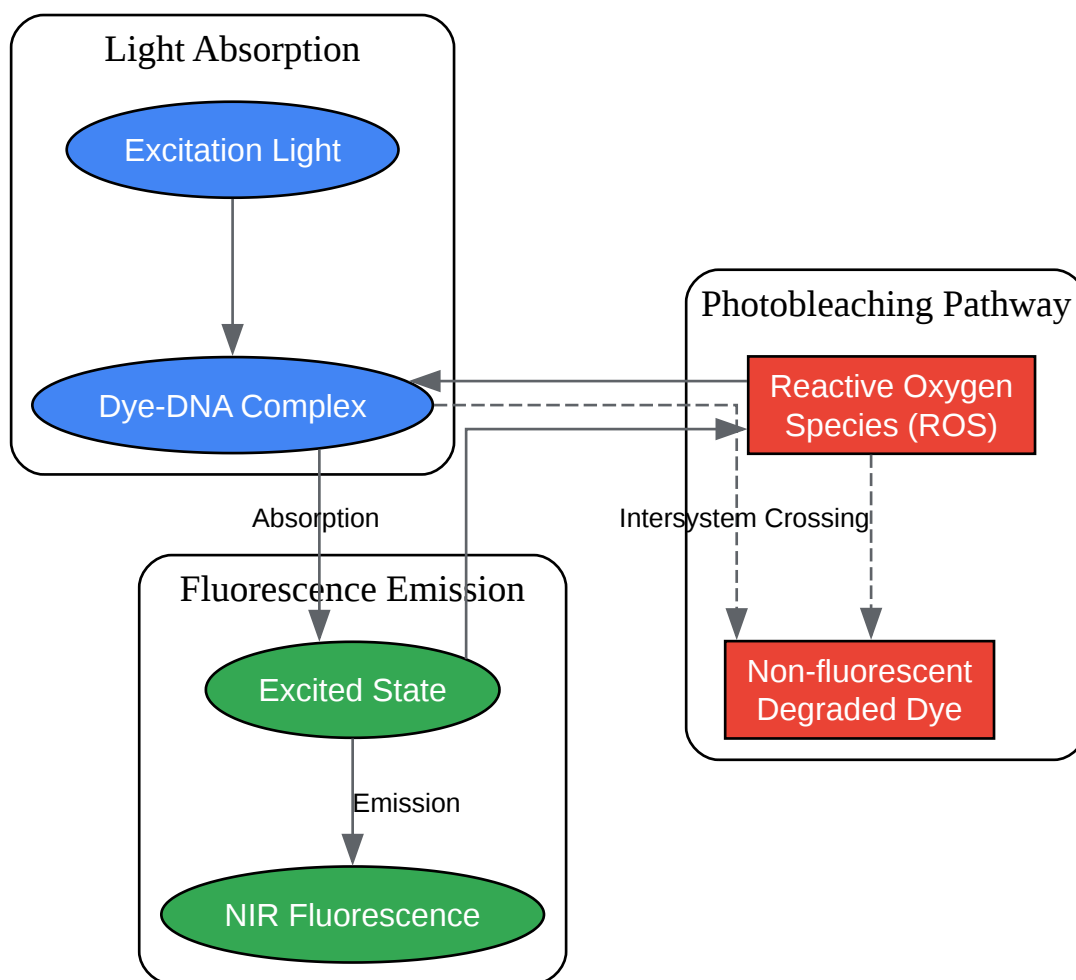 Light Absorption
Excitation Light
Dye-DNA Complex
Absorption
Fluorescence Emission
Excited State
Emission
NIR Fluorescence
Photobleaching Pathway
Reactive Oxygen
Species (ROS)
Intersystem Crossing
Non-fluorescent
Degraded Dye